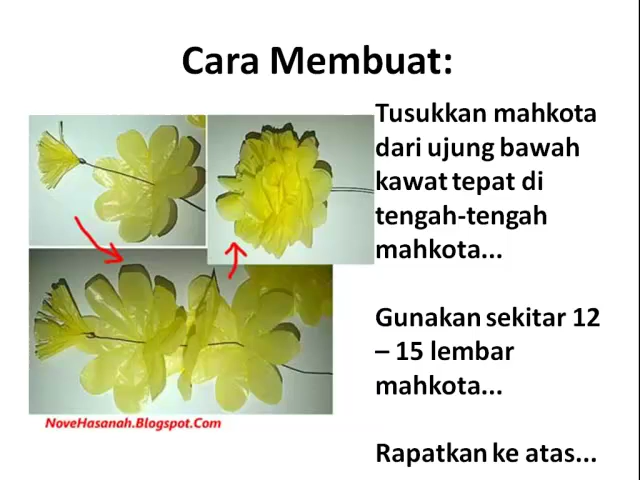 Cara Membuat:
Tusukkan mahkota
dari ujung bawah
kawat tepat di
tengah-tengah
mahkota...
Gunakan sekitar 12
– 15 lembar
mahkota...
Rapatkan ke atas...
NoveHasanah.Blogspot.Com